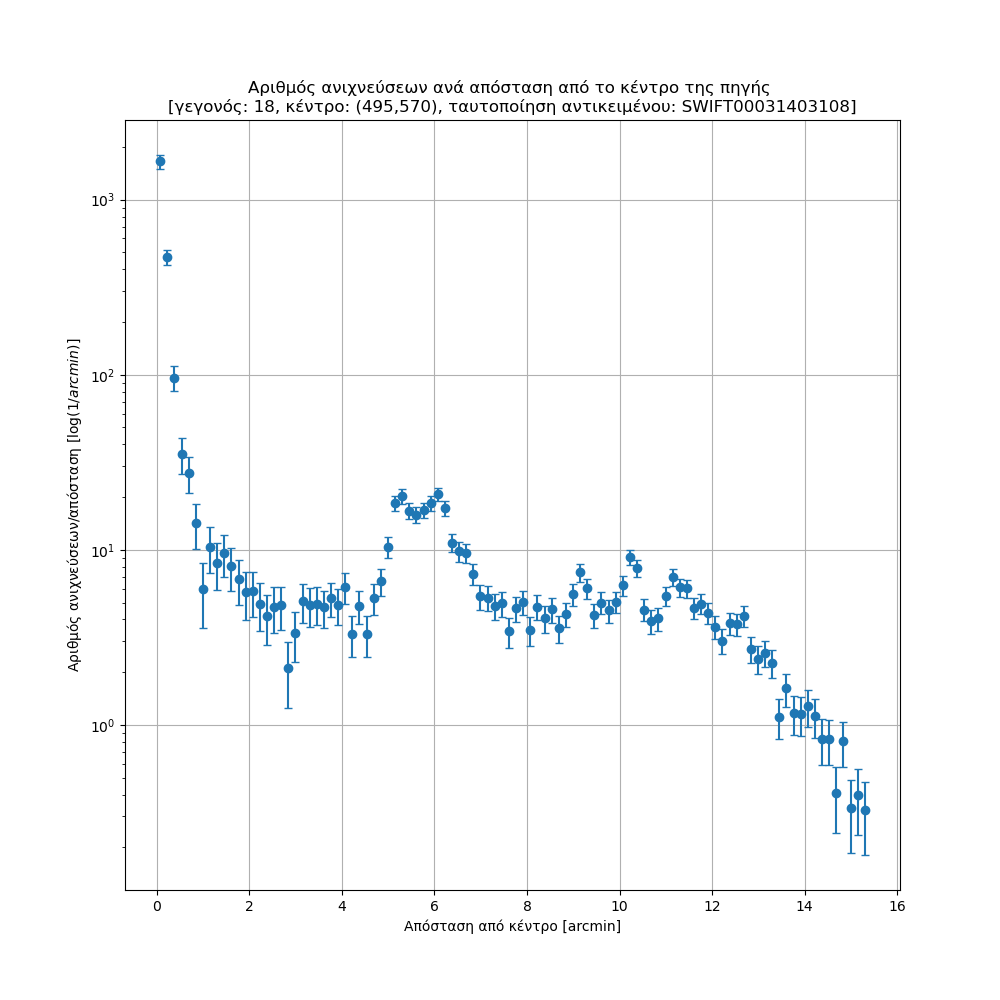 Αριθμός ανιχνεύσεων ανά απόσταση από το κέντρο της πηγής
[γεγονός: 18, κέντρο: (495,570), ταυτοποίηση αντικειμένου: SWIFT00031403108]
Αριθμός ανιχνεύσεων/απόσταση [log(1/arcmin)]
10³
10²
10¹
10⁰
0 2 4 6 8 10 12 14 16
Απόσταση από κέντρο [arcmin]